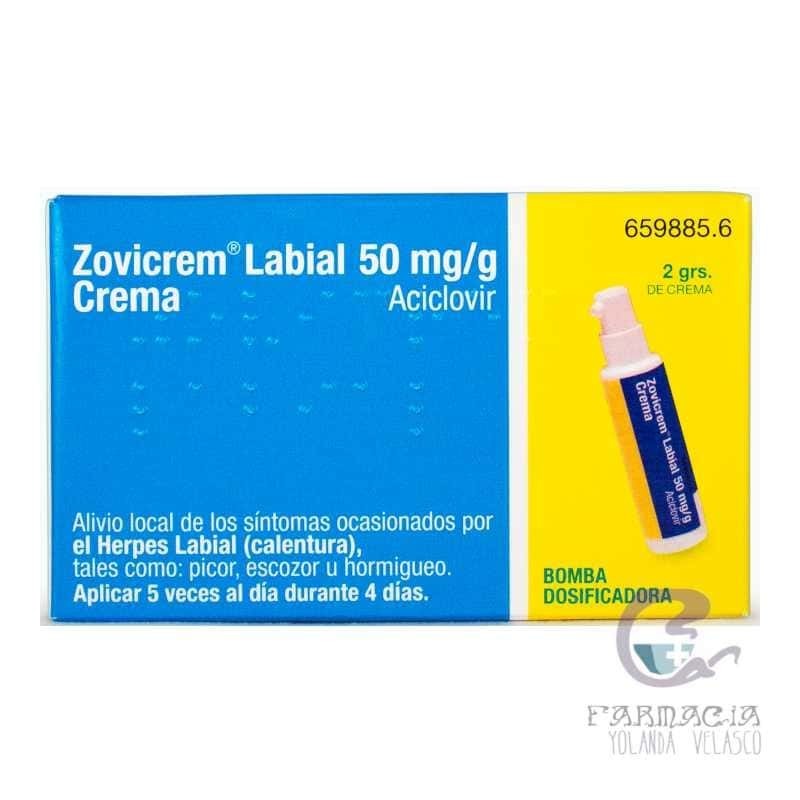 Zovicrem® Labial 50 mg/g
Crema Aciclovir
Alivio local de los síntomas ocasionados por
el Herpes Labial (calentura),
tales como: picor, escozor u hormigueo.
Aplicar 5 veces al día durante 4 días.
659885.6
2 grs.
DE CREMA
Zovicrem® Labial 50 mg/g
Crema Aciclovir
BOMBA
DOSIFICADORA
FARMACIA
YOLANDA VELASCO